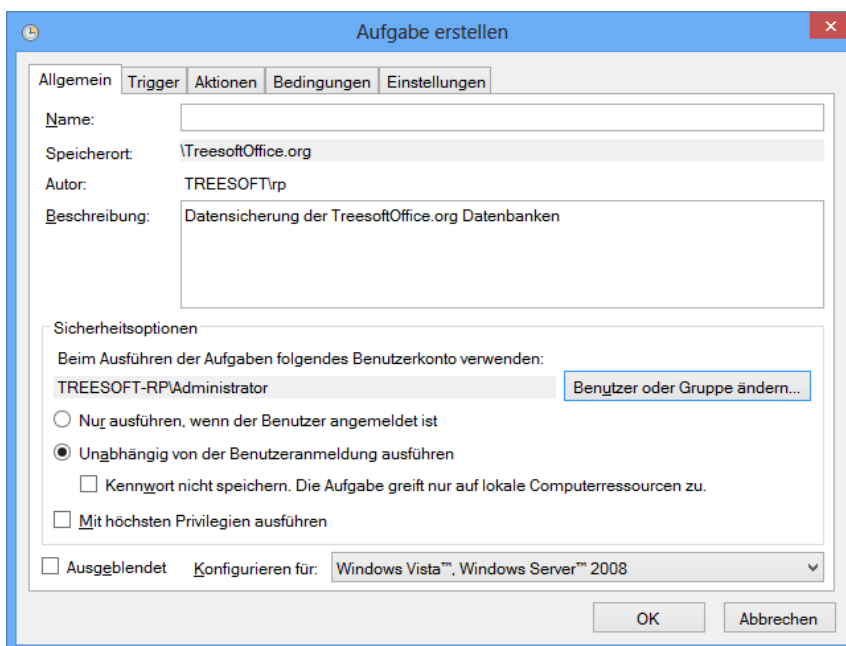 Aufgabe erstellen
Allgemein Trigger Aktionen Bedingungen Einstellungen
Name:
Speicherort: \TreesoftOffice.org
Autor: TREESOFT\rp
Beschreibung: Datensicherung der TreesoftOffice.org Datenbanken
Sicherheitsoptionen
Beim Ausführen der Aufgaben folgendes Benutzerkonto verwenden:
TREESOFT-RP\Administrator Benutzer oder Gruppe ändern...
Nur ausführen, wenn der Benutzer angemeldet ist
Unabhängig von der Benutzeranmeldung ausführen
Kennwort nicht speichern. Die Aufgabe greift nur auf lokale Computerressourcen zu.
Mit höchsten Privilegien ausführen
Ausgeblendet Konfigurieren für: Windows Vista™, Windows Server™ 2008
OK Abbrechen